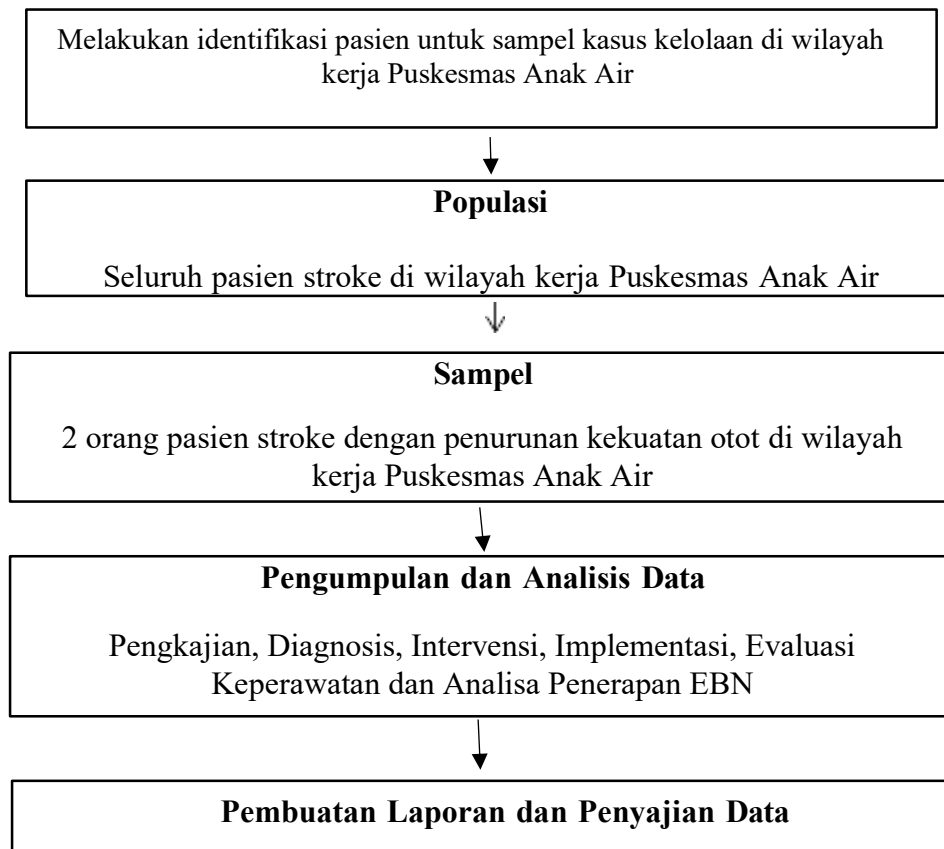 Melakukan identifikasi pasien untuk sampel kasus kelolaan di wilayah
kerja Puskesmas Anak Air
Populasi
Seluruh pasien stroke di wilayah kerja Puskesmas Anak Air
Sampel
2 orang pasien stroke dengan penurunan kekuatan otot di wilayah
kerja Puskesmas Anak Air
Pengumpulan dan Analisis Data
Pengkajian, Diagnosis, Intervensi, Implementasi, Evaluasi
Keperawatan dan Analisa Penerapan EBN
Pembuatan Laporan dan Penyajian Data